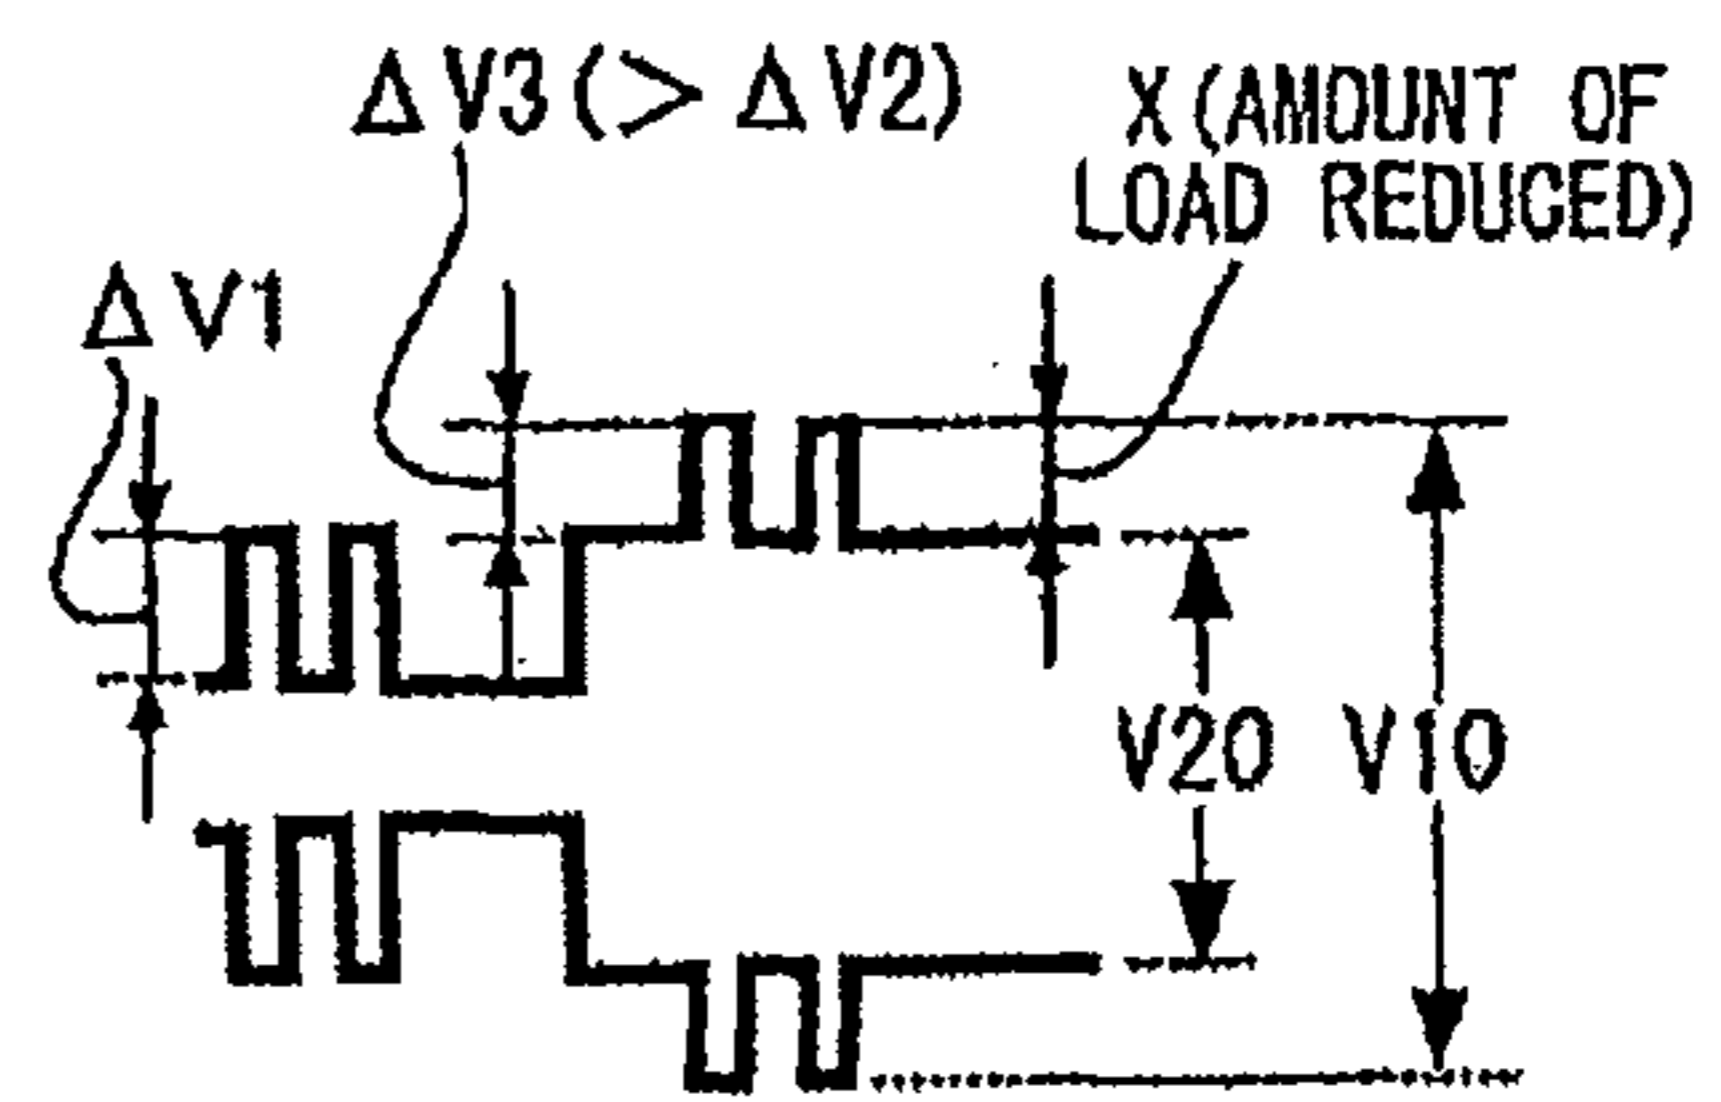 ΔV3(>ΔV2)
X(AMOUNT OF
LOAD REDUCED)
ΔV1
V20
V10